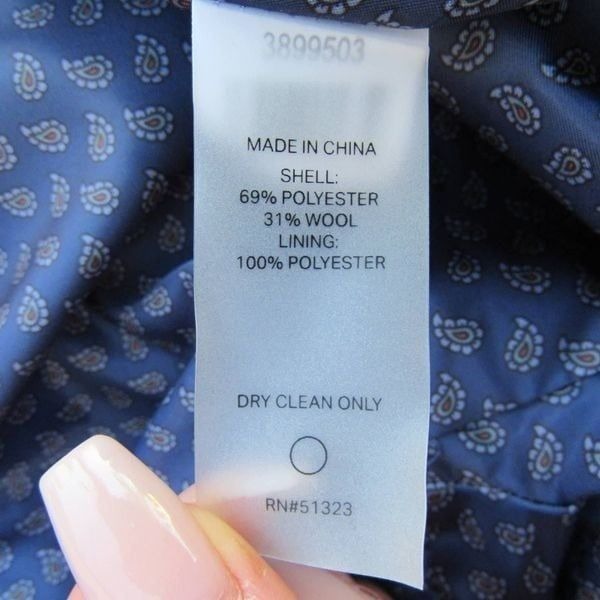 3899503
MADE IN CHINA
SHELL:
69% POLYESTER
31% WOOL
LINING:
100% POLYESTER
DRY CLEAN ONLY
RN#51323